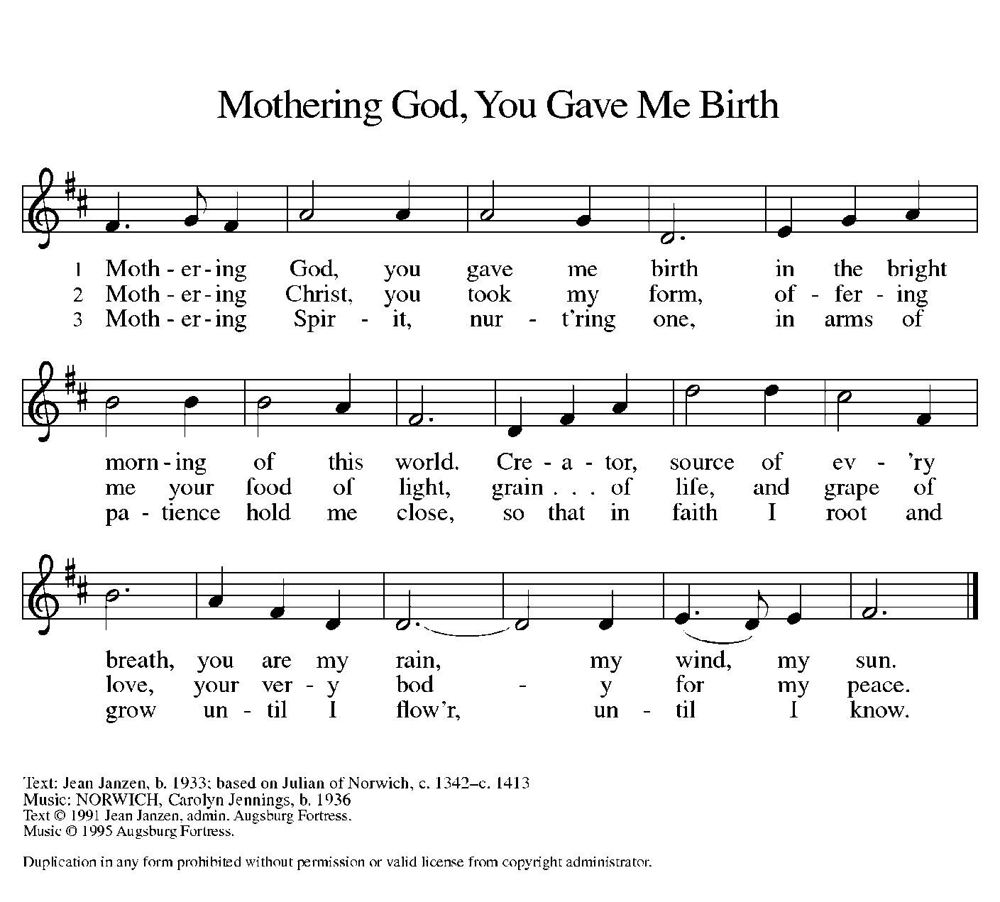 Mothering God, You Gave Me Birth
1 Moth - er - ing God, you gave me birth in the bright
2 Moth - er - ing Christ, you took my form, of - fer - ing
3 Moth - er - ing Spir - it, nur - t'ring one, in arms of
morn - ing of this world. Cre - a - tor, source of ev - 'ry
me your food of light, grain . . . of life, and grape of
pa - tience hold me close, so that in faith I root and
breath, you are my rain, my wind, my sun.
love, your ver - y bod - y for my peace.
grow un - til I flow'r, un - til I know.
Text: Jean Janzen, b. 1933; based on Julian of Norwich, c. 1342–c. 1413
Music: NORWICH, Carolyn Jennings, b. 1936
Text © 1991 Jean Janzen, admin. Augsburg Fortress.
Music © 1995 Augsburg Fortress.
Duplication in any form prohibited without permission or valid license from copyright administrator.